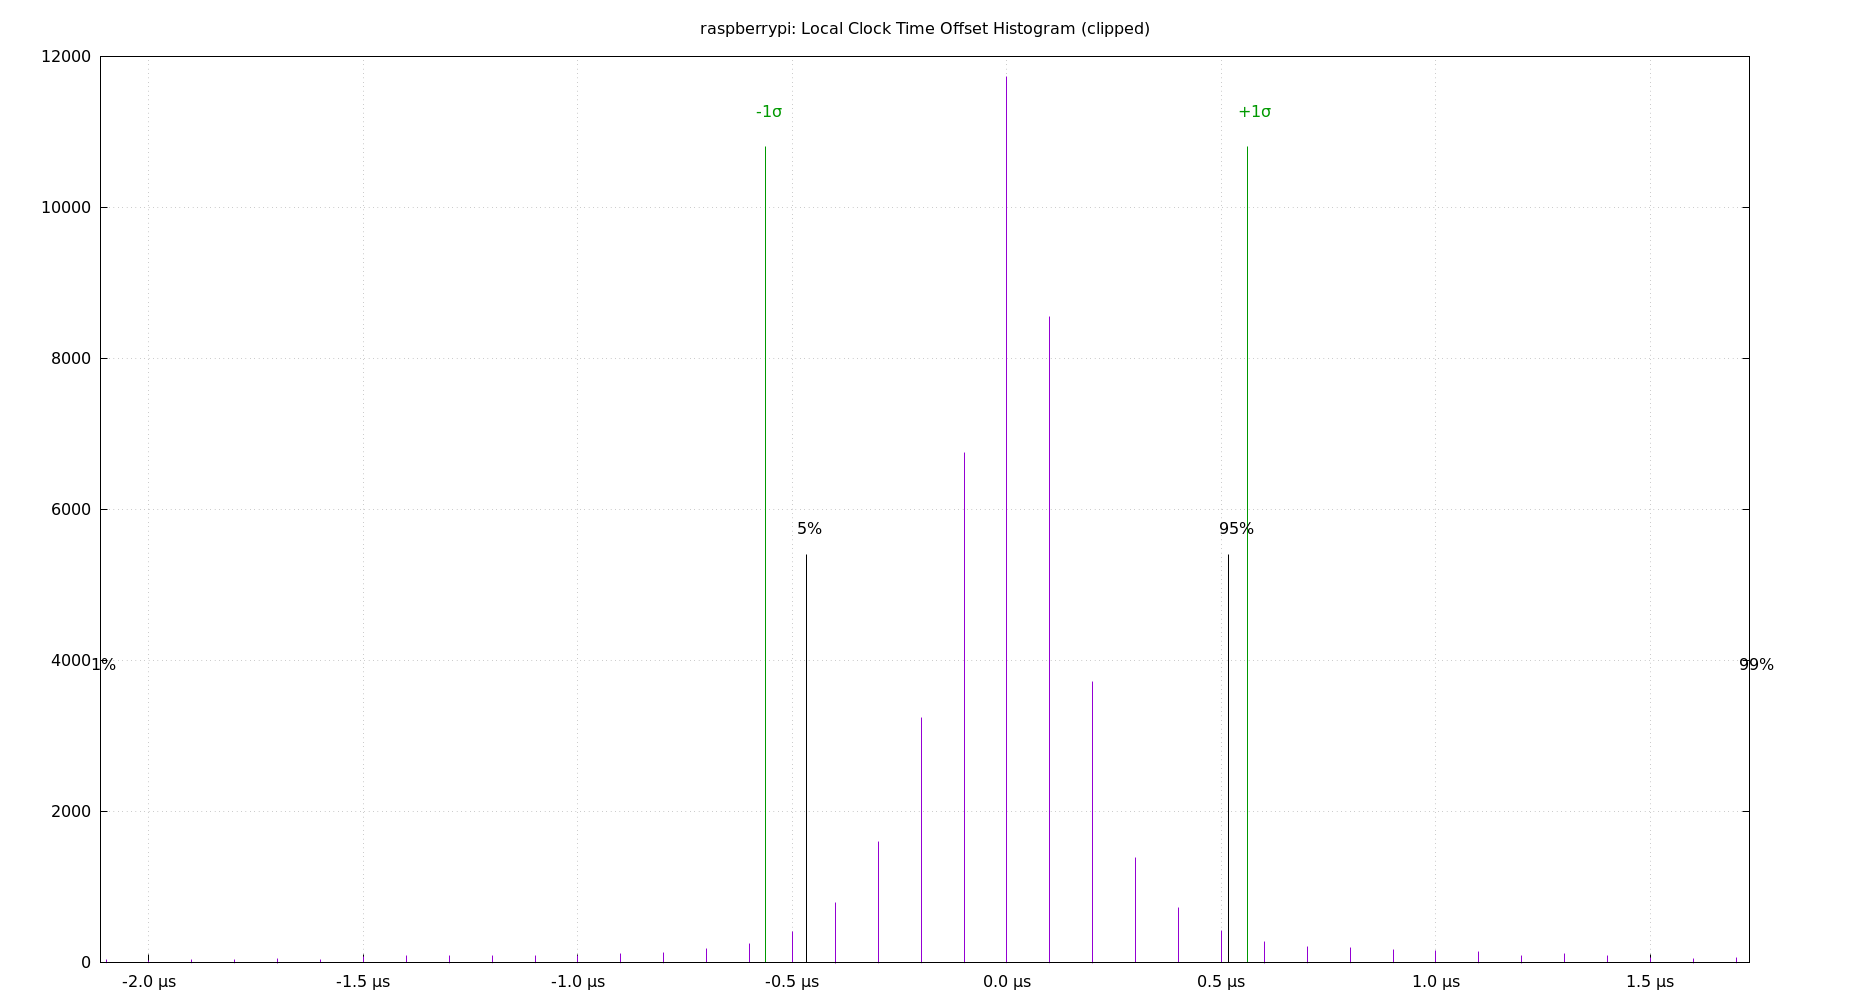 raspberrypi: Local Clock Time Offset Histogram (clipped)
12000
-1σ
+1σ
10000
8000
6000
5%
95%
4000
1%
99%
2000
0
-2.0 µs
-1.5 µs
-1.0 µs
-0.5 µs
0.0 µs
0.5 µs
1.0 µs
1.5 µs